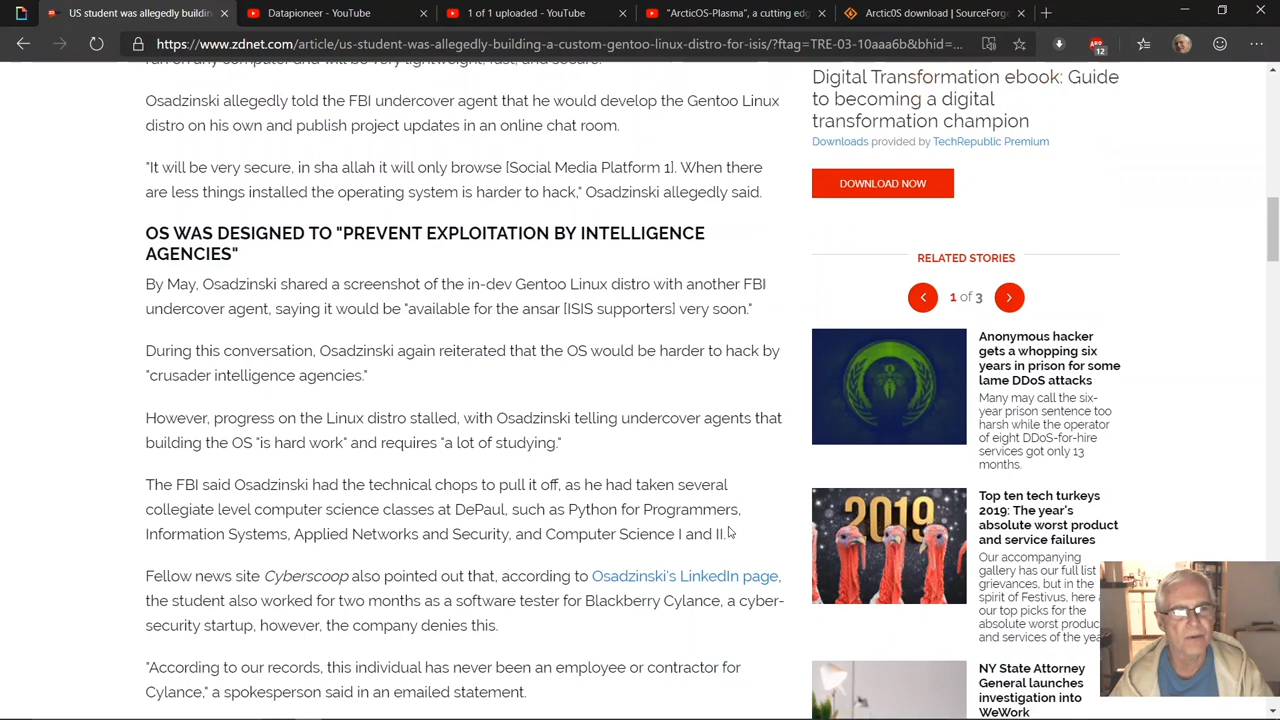 US student was allegedly buildin
Datapioneer - YouTube
1 of 1 uploaded - YouTube
"ArcticOS-Plasma", a cutting ed
ArcticOS download | SourceForg
https://www.zdnet.com/article/us-student-was-allegedly-building-a-custom-gentoo-linux-distro-for-isis/?ftag=TRE-03-10aaa6b&bhid=...
12
ran on any computer and will be very lightweight, fast, and secure."
Osadzinski allegedly told the FBI undercover agent that he would develop the Gentoo Linux
distro on his own and publish project updates in an online chat room.
"It will be very secure, in sha allah it will only browse [Social Media Platform 1]. When there
are less things installed the operating system is harder to hack," Osadzinski allegedly said.
OS WAS DESIGNED TO "PREVENT EXPLOITATION BY INTELLIGENCE
AGENCIES"
By May, Osadzinski shared a screenshot of the in-dev Gentoo Linux distro with another FBI
undercover agent, saying it would be "available for the ansar [ISIS supporters] very soon."
During this conversation, Osadzinski again reiterated that the OS would be harder to hack by
"crusader intelligence agencies."
However, progress on the Linux distro stalled, with Osadzinski telling undercover agents that
building the OS "is hard work" and requires "a lot of studying."
The FBI said Osadzinski had the technical chops to pull it off, as he had taken several
collegiate level computer science classes at DePaul, such as Python for Programmers,
Information Systems, Applied Networks and Security, and Computer Science I and II.
Fellow news site Cyberscoop also pointed out that, according to Osadzinski's LinkedIn page,
the student also worked for two months as a software tester for Blackberry Cylance, a cyber-
security startup, however, the company denies this.
"According to our records, this individual has never been an employee or contractor for
Cylance," a spokesperson said in an emailed statement.
Digital Transformation ebook: Guide
to becoming a digital
transformation champion
Downloads provided by TechRepublic Premium
DOWNLOAD NOW
RELATED STORIES
1 of 3
Anonymous hacker
gets a whopping six
years in prison for some
lame DDoS attacks
Many may call the six-
year prison sentence too
harsh while the operator
of eight DDoS-for-hire
services got only 13
months.
2019
Top ten tech turkeys
2019: The year's
absolute worst product
and service failures
Our accompanying
gallery has our full list
grievances, but in the
spirit of Festivus, here
our top picks for the
absolute worst produc
and services of the yea
NY State Attorney
General launches
investigation into
WeWork